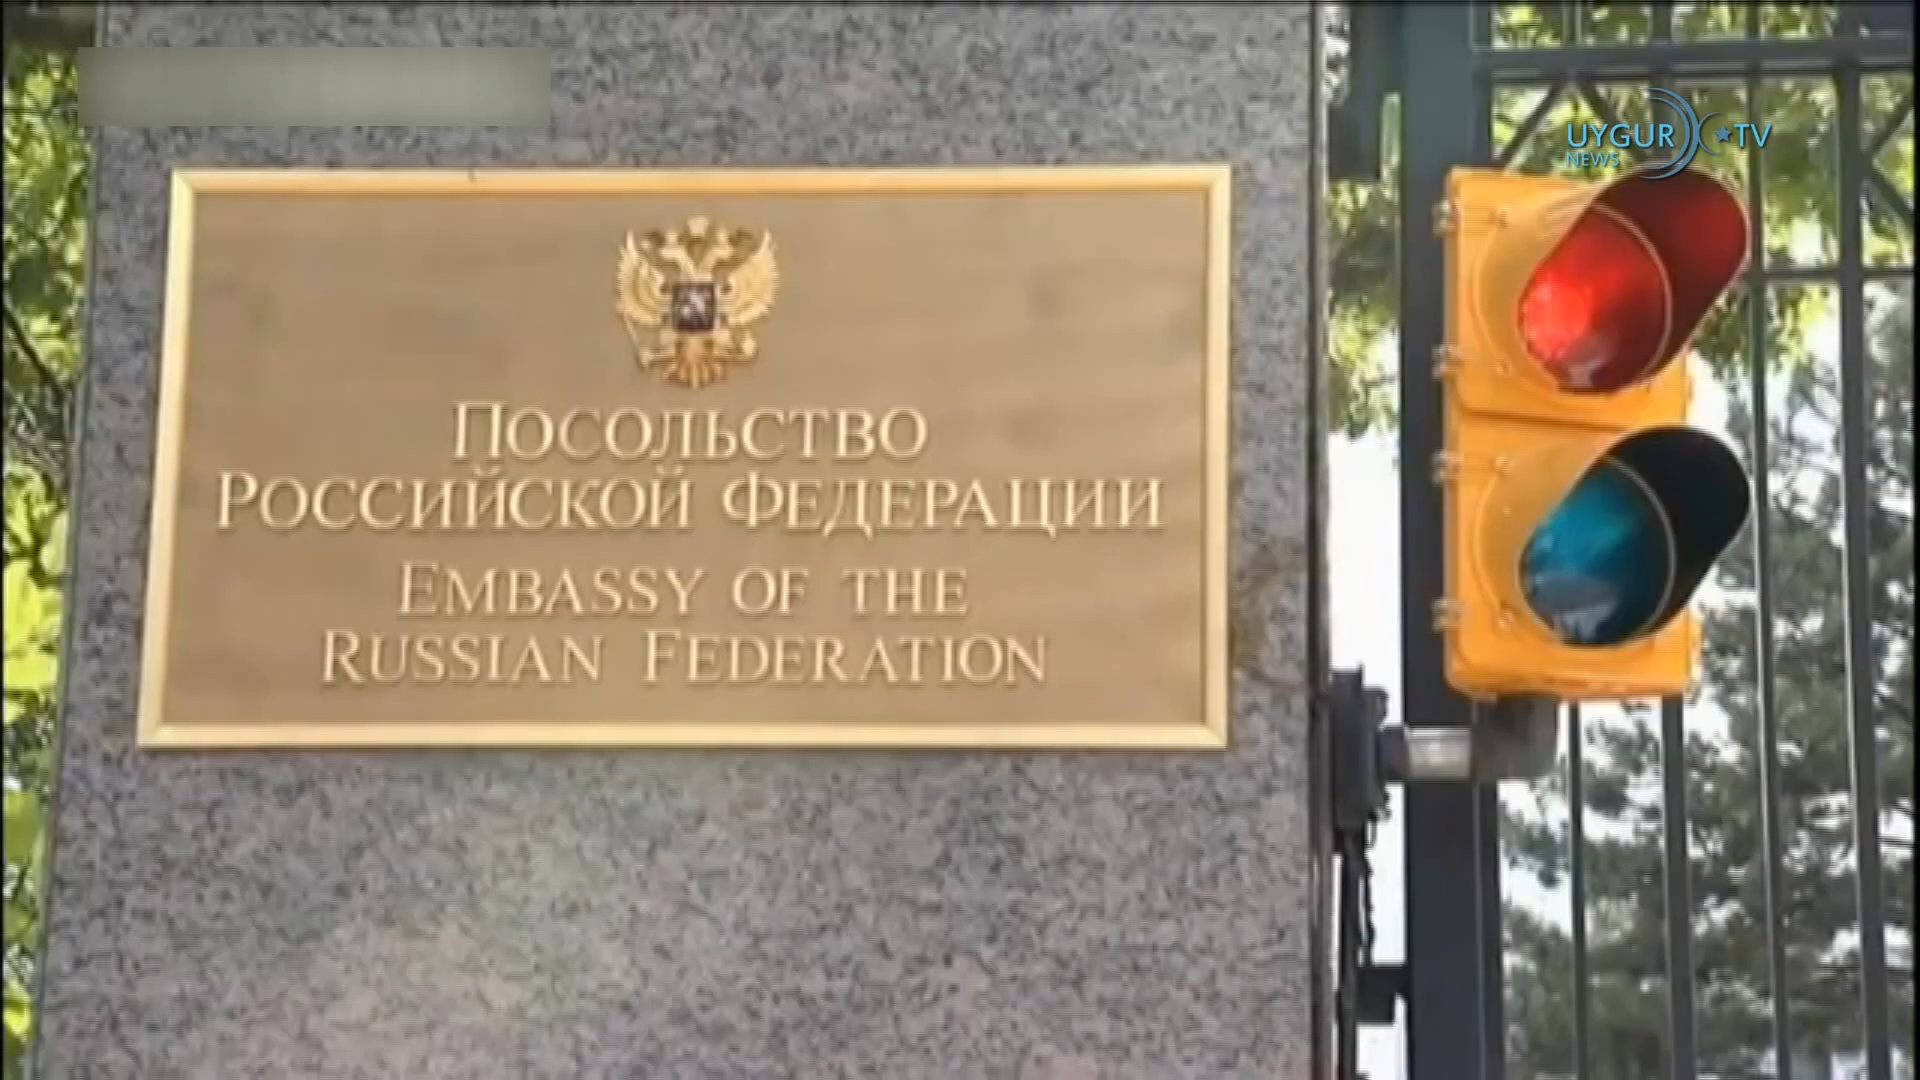 UYGUR TV
NEWS
ПОСОЛЬСТВО
РОССИЙСКОЙ ФЕДЕРАЦИИ
EMBASSY OF THE
RUSSIAN FEDERATION